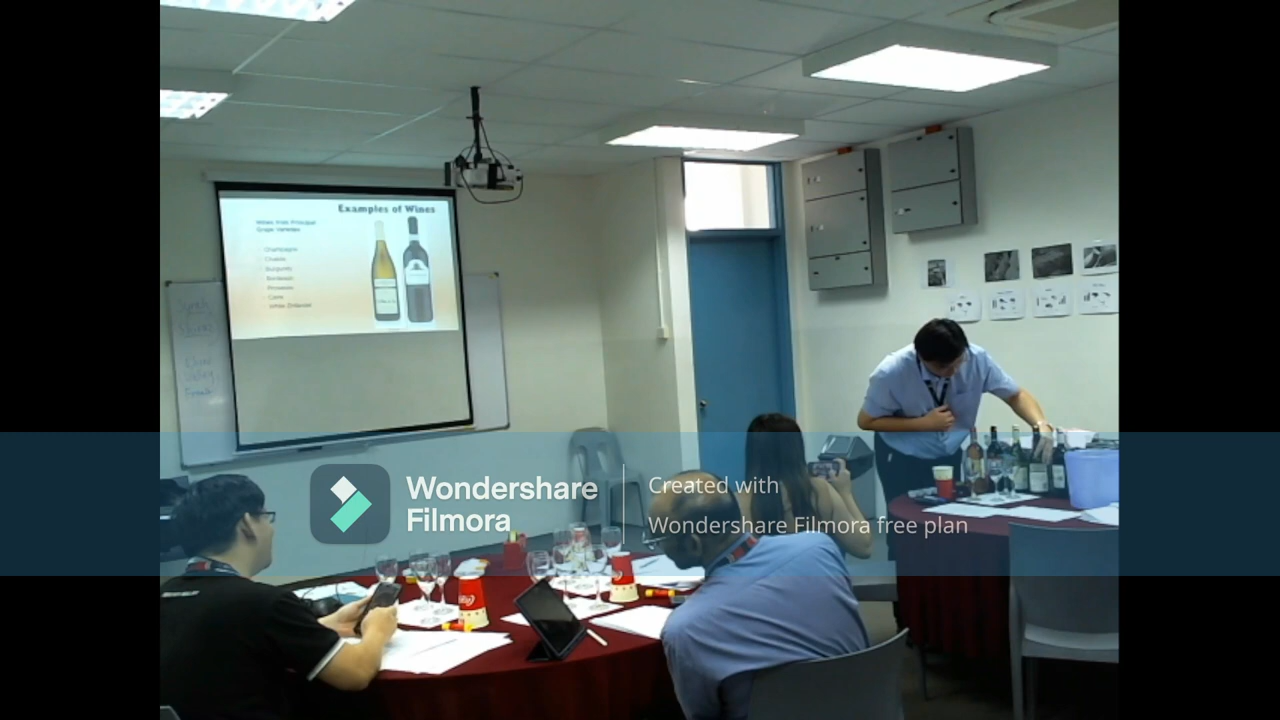 Examples of Wines
Wines from Principal
Grape Varieties
Champagne
Chablis
Burgundy
Bordeaux
Prosecco
Cava
White Zinfandel
Wondershare
Filmora
Created with
Wondershare Filmora free plan